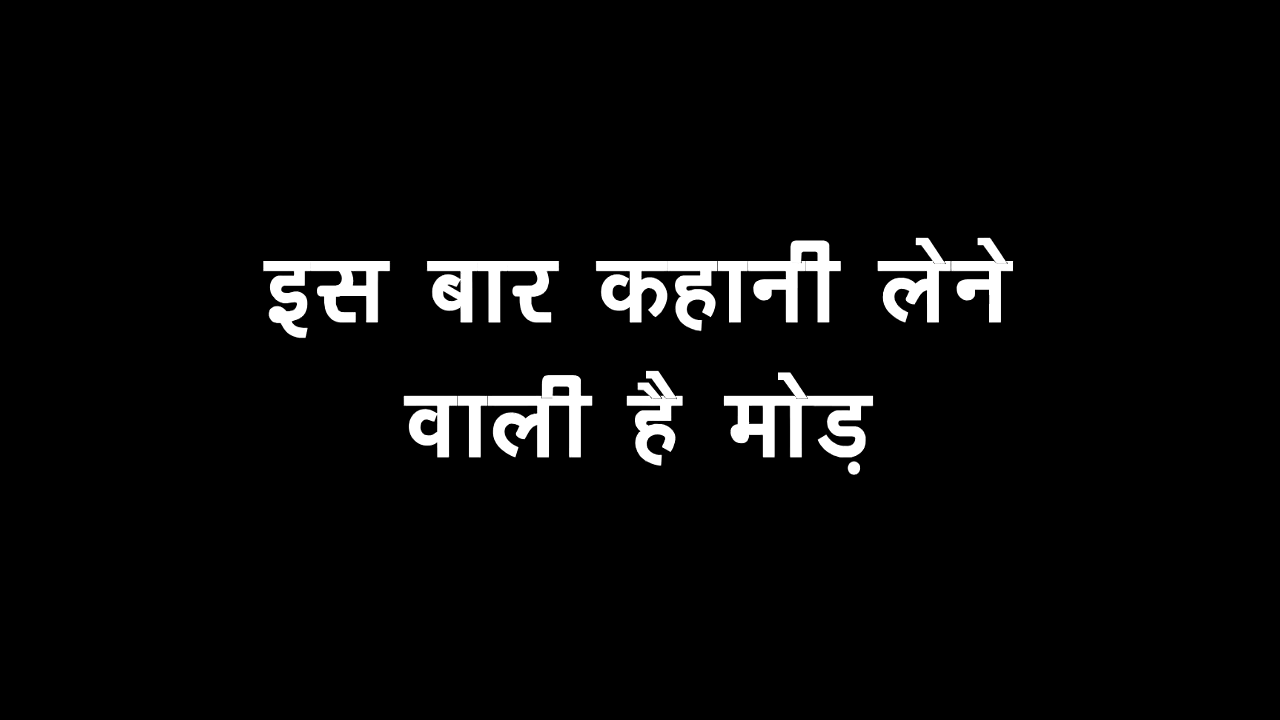 इस बार कहानी लेने
वाली है मोड़